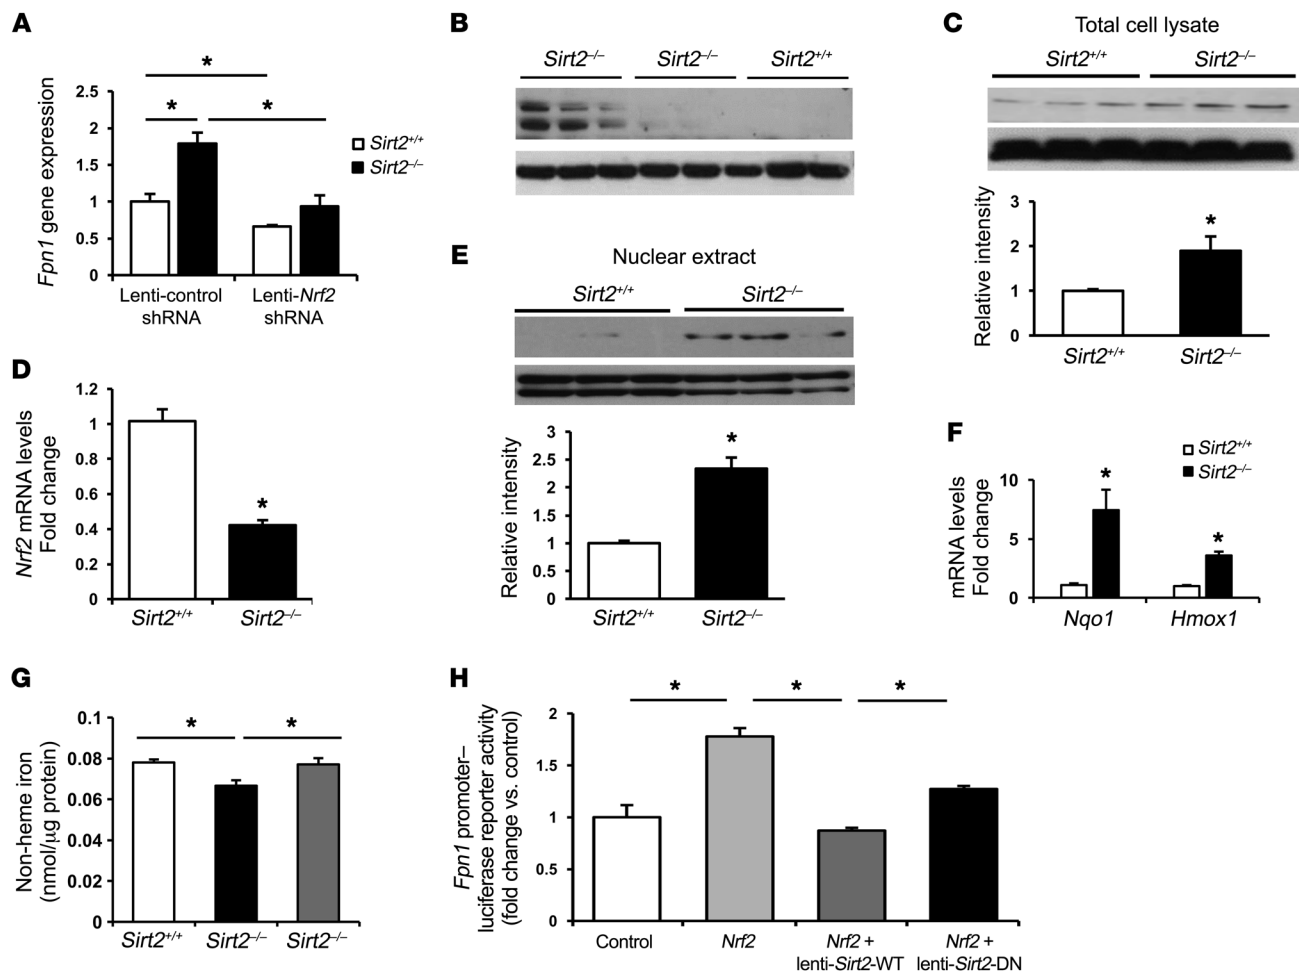 A
*
*
*
Fpn1 gene expression
2.5
2
1.5
1
0.5
0
Sirt2+/+
Sirt2–/–
Lenti-control
shRNA
Lenti-Nrf2
shRNA
B
Sirt2–/–
Sirt2–/–
Sirt2+/+
C
Total cell lysate
Sirt2+/+
Sirt2–/–
Relative intensity
3
2
1
0
*
Sirt2+/+
Sirt2–/–
D
Nrf2 mRNA levels
Fold change
1.2
1
0.8
0.6
0.4
0.2
0
*
Sirt2+/+
Sirt2–/–
E
Nuclear extract
Sirt2+/+
Sirt2–/–
Relative intensity
3
2.5
2
1.5
1
0.5
0
*
Sirt2+/+
Sirt2–/–
F
Sirt2+/+
Sirt2–/–
mRNA levels
Fold change
10
5
0
*
*
Nqo1
Hmox1
G
Non-heme iron
(nmol/µg protein)
0.1
0.08
0.06
0.04
0.02
0
*
*
Sirt2+/+
Sirt2–/–
Sirt2–/–
H
Fpn1 promoter–
luciferase reporter activity
(fold change vs. control)
2
1.5
1
0.5
0
*
*
*
Control
Nrf2
Nrf2 +
lenti-Sirt2-WT
Nrf2 +
lenti-Sirt2-DN